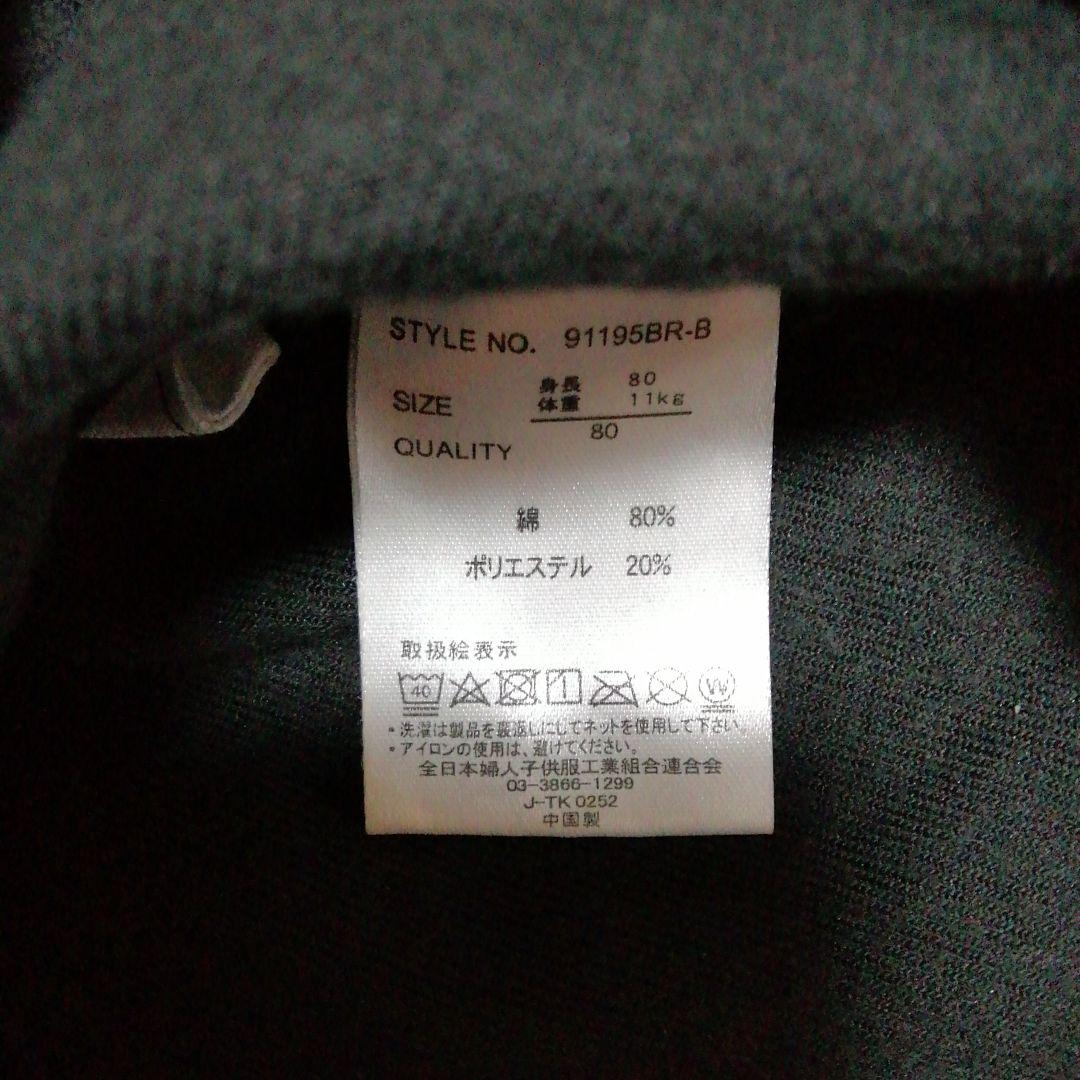 STYLE NO. 91195BR-B
SIZE 身長 80
体重 11kg
80
QUALITY
綿 80%
ポリエステル 20%
取扱絵表示
40 1 W
・洗濯は製品を裏返しにしてネットを使用して下さい。
・アイロンの使用は、避けてください。
全日本婦人子供服工業組合連合会
03-3866-1299
J-TK 0252
中国製